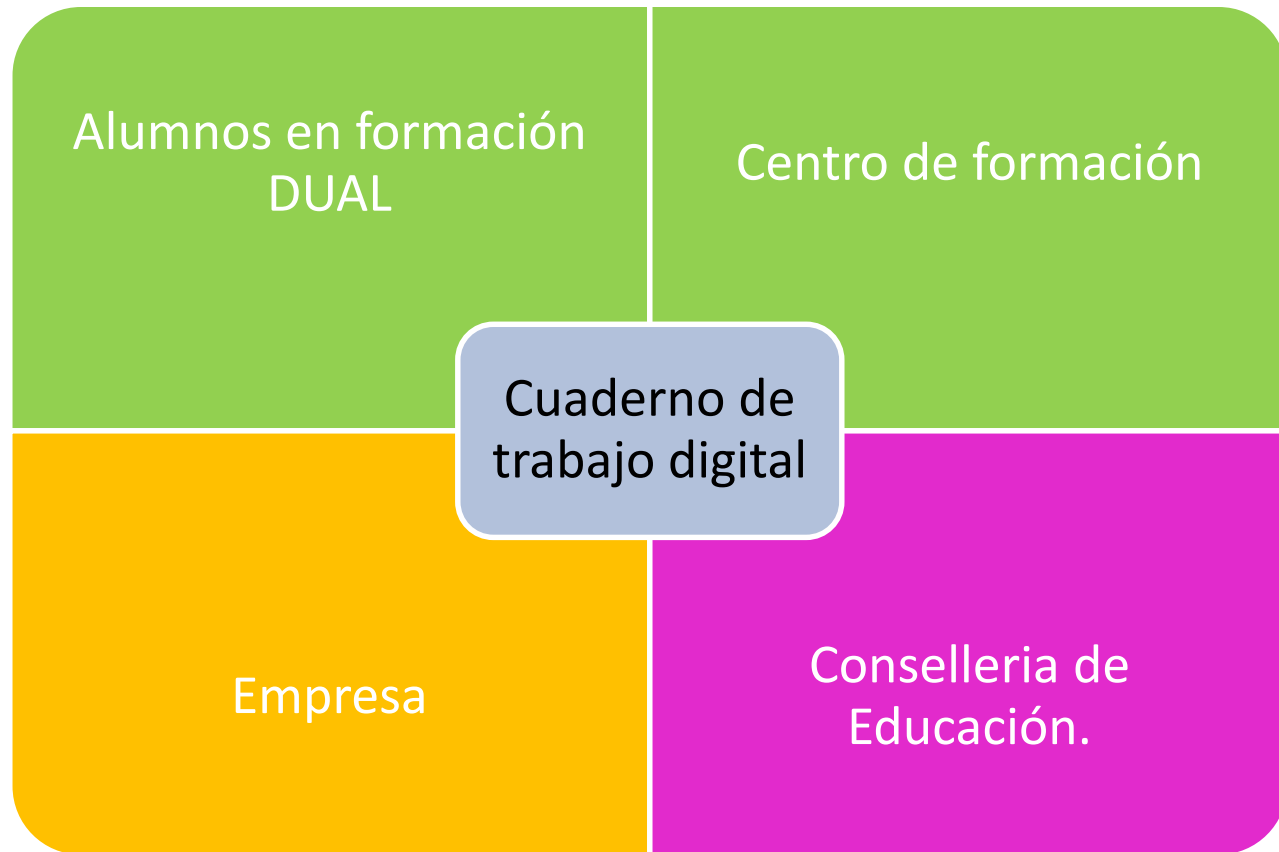 Alumnos en formación
DUAL
Centro de formación
Cuaderno de
trabajo digital
Empresa
Conselleria de
Educación.